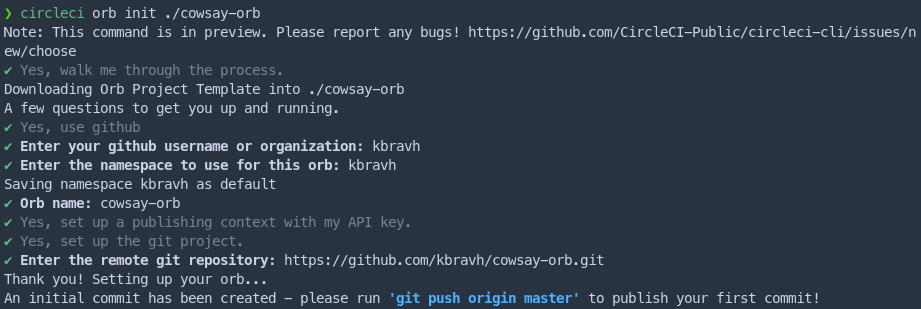 ❯ circleci orb init ./cowsay-orb
Note: This command is in preview. Please report any bugs! https://github.com/CircleCI-Public/circleci-cli/issues/n
ew/choose
✔ Yes, walk me through the process.
Downloading Orb Project Template into ./cowsay-orb
A few questions to get you up and running.
✔ Yes, use github
✔ Enter your github username or organization: kbravh
✔ Enter the namespace to use for this orb: kbravh
Saving namespace kbravh as default
✔ Orb name: cowsay-orb
✔ Yes, set up a publishing context with my API key.
✔ Yes, set up the git project.
✔ Enter the remote git repository: https://github.com/kbravh/cowsay-orb.git
Thank you! Setting up your orb...
An initial commit has been created - please run 'git push origin master' to publish your first commit!